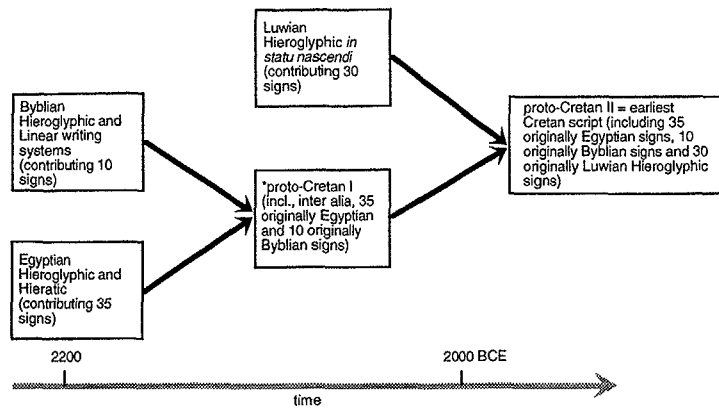 Luwian
Hieroglyphic in
statu nascendi
(contributing 30
signs)
Byblian
Hieroglyphic and
Linear writing
systems
(contributing 10
signs)
proto-Cretan II = earliest
Cretan script (including 35
originally Egyptian signs, 10
originally Byblian signs and 30
originally Luwian Hieroglyphic
signs)
*proto-Cretan I
(incl., inter alia, 35
originally Egyptian
and 10 originally
Byblian signs)
Egyptian
Hieroglyphic and
Hieratic
(contributing 35
signs)
2200
2000 BCE
time